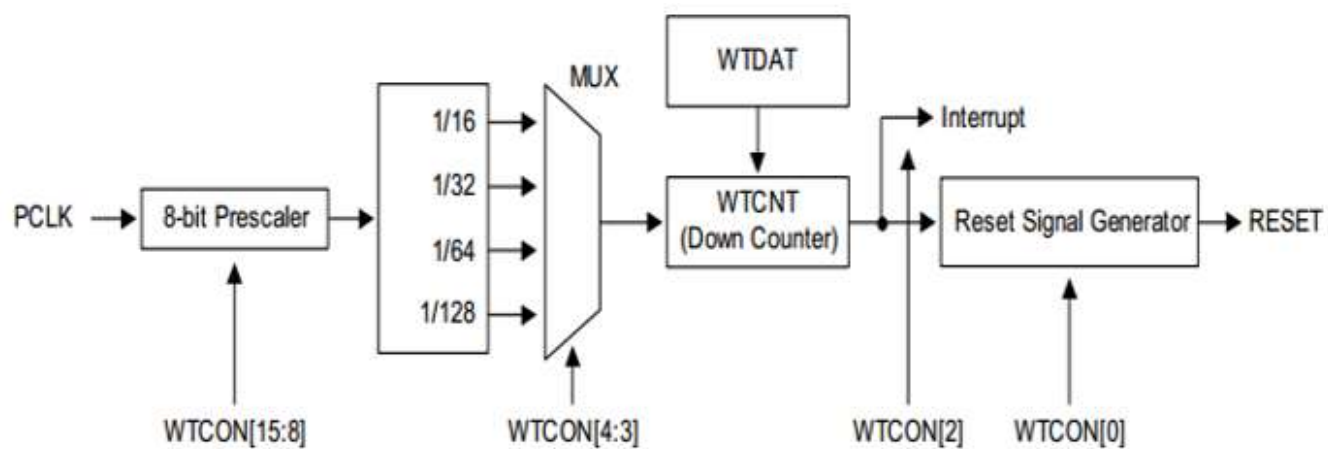 WTDAT
MUX
1/16
Interrupt
1/32
PCLK
8-bit Prescaler
WTCNT
(Down Counter)
Reset Signal Generator
RESET
1/64
1/128
WTCON[15:8]
WTCON[4:3]
WTCON[2]
WTCON[0]